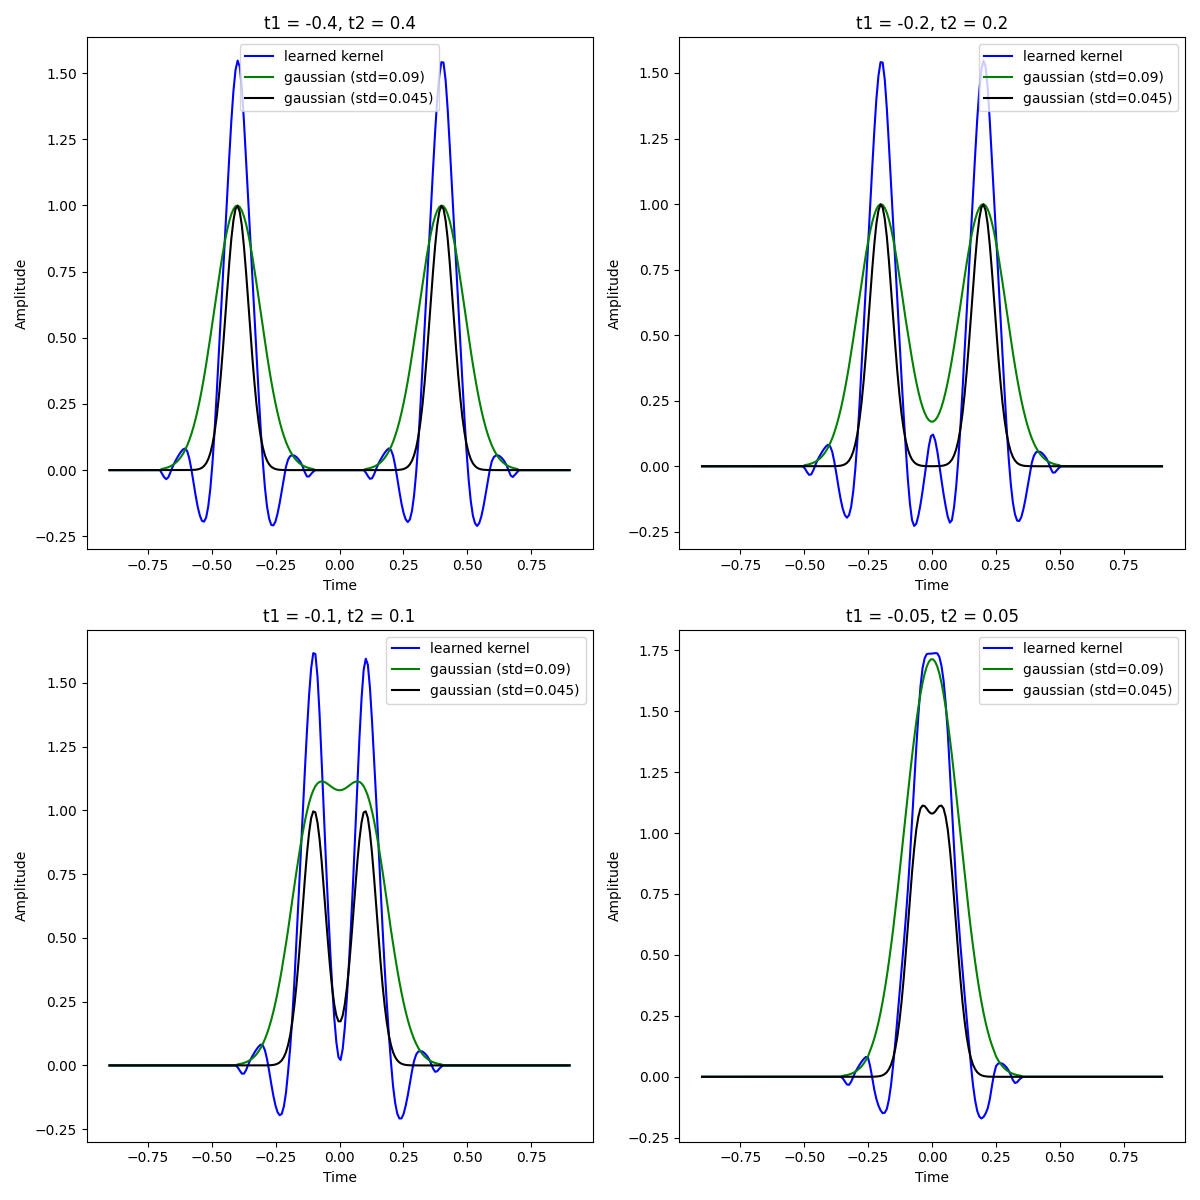 t1 = -0.4, t2 = 0.4
learned kernel
gaussian (std=0.09)
gaussian (std=0.045)
1.50
1.25
1.00
0.75
0.50
0.25
0.00
−0.25
Amplitude
−0.75 −0.50 −0.25 0.00 0.25 0.50 0.75
Time
t1 = -0.2, t2 = 0.2
learned kernel
gaussian (std=0.09)
gaussian (std=0.045)
1.50
1.25
1.00
0.75
0.50
0.25
0.00
−0.25
Amplitude
−0.75 −0.50 −0.25 0.00 0.25 0.50 0.75
Time
t1 = -0.1, t2 = 0.1
learned kernel
gaussian (std=0.09)
gaussian (std=0.045)
1.50
1.25
1.00
0.75
0.50
0.25
0.00
−0.25
Amplitude
−0.75 −0.50 −0.25 0.00 0.25 0.50 0.75
Time
t1 = -0.05, t2 = 0.05
learned kernel
gaussian (std=0.09)
gaussian (std=0.045)
1.75
1.50
1.25
1.00
0.75
0.50
0.25
0.00
−0.25
Amplitude
−0.75 −0.50 −0.25 0.00 0.25 0.50 0.75
Time